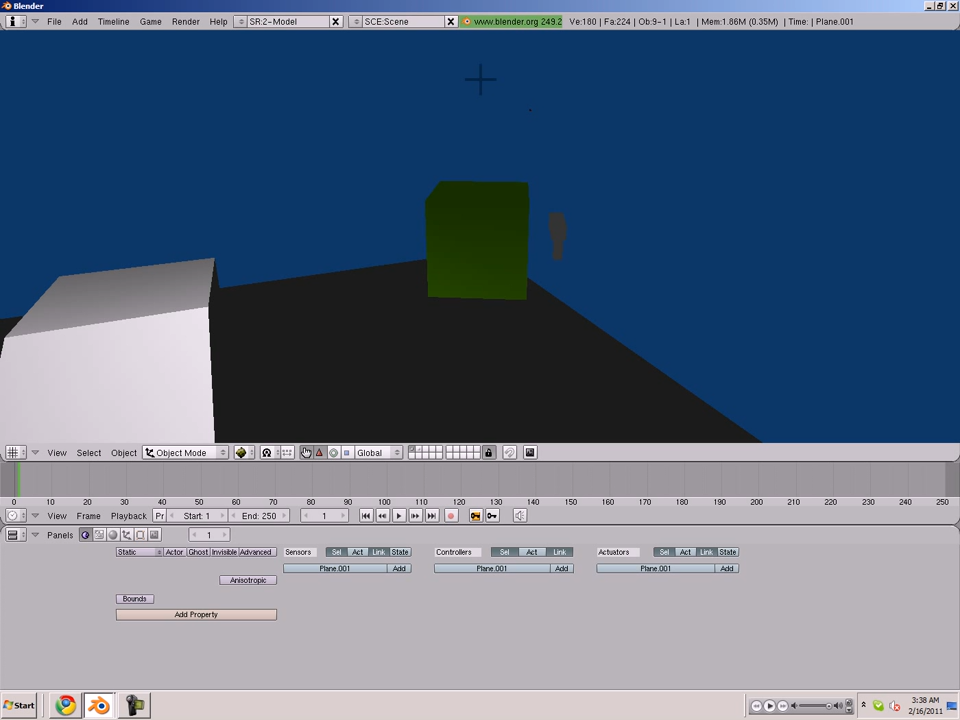 Blender
File Add Timeline Game Render Help SR:2-Model SCE:Scene www.blender.org 249.2 Ve:180 | Fa:224 | Ob:9-1 | La:1 | Mem:1.86M (0.35M) | Time: | Plane.001
View Select Object Object Mode Global
0 10 20 30 40 50 60 70 80 90 100 110 120 130 140 150 160 170 180 190 200 210 220 230 240 250
View Frame Playback Pr Start: 1 End: 250 1
Panels 1
Static Actor Ghost Invisible Advanced Sensors Sel Act Link State Controllers Sel Act Link Actuators Sel Act Link State
Plane.001 Add Plane.001 Add Plane.001 Add
Anisotropic
Bounds
Add Property
Start 3:38 AM
2/16/2011